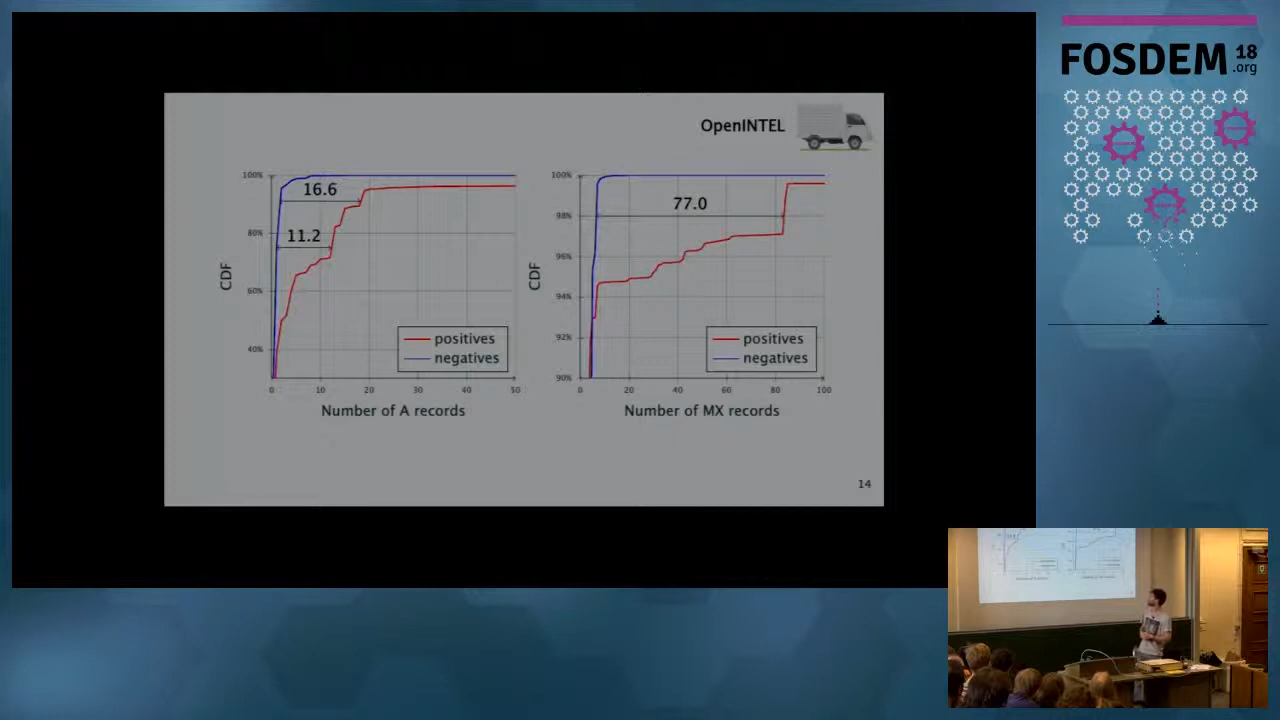 FOSDEM 18
.org
OpenINTEL
100%
80%
60%
40%
CDF
16.6
11.2
positives
negatives
0 10 20 30 40 50
Number of A records
100%
98%
96%
94%
92%
90%
CDF
77.0
positives
negatives
0 20 40 60 80 100
Number of MX records
14